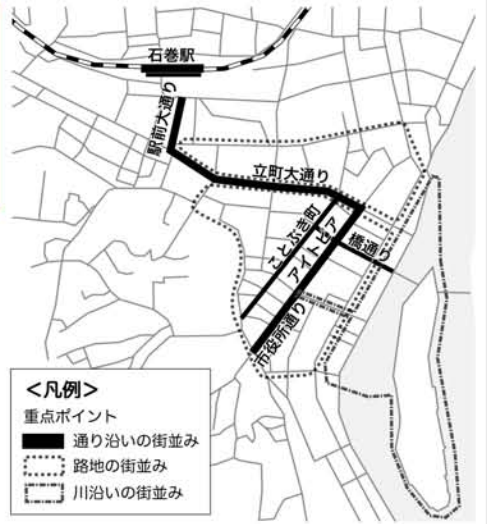 石巻駅
駅前大通り
立町大通り
ことぶき町
アイトピア
橋通り
市役所通り
<凡例>
重点ポイント
通り沿いの街並み
路地の街並み
川沿いの街並み